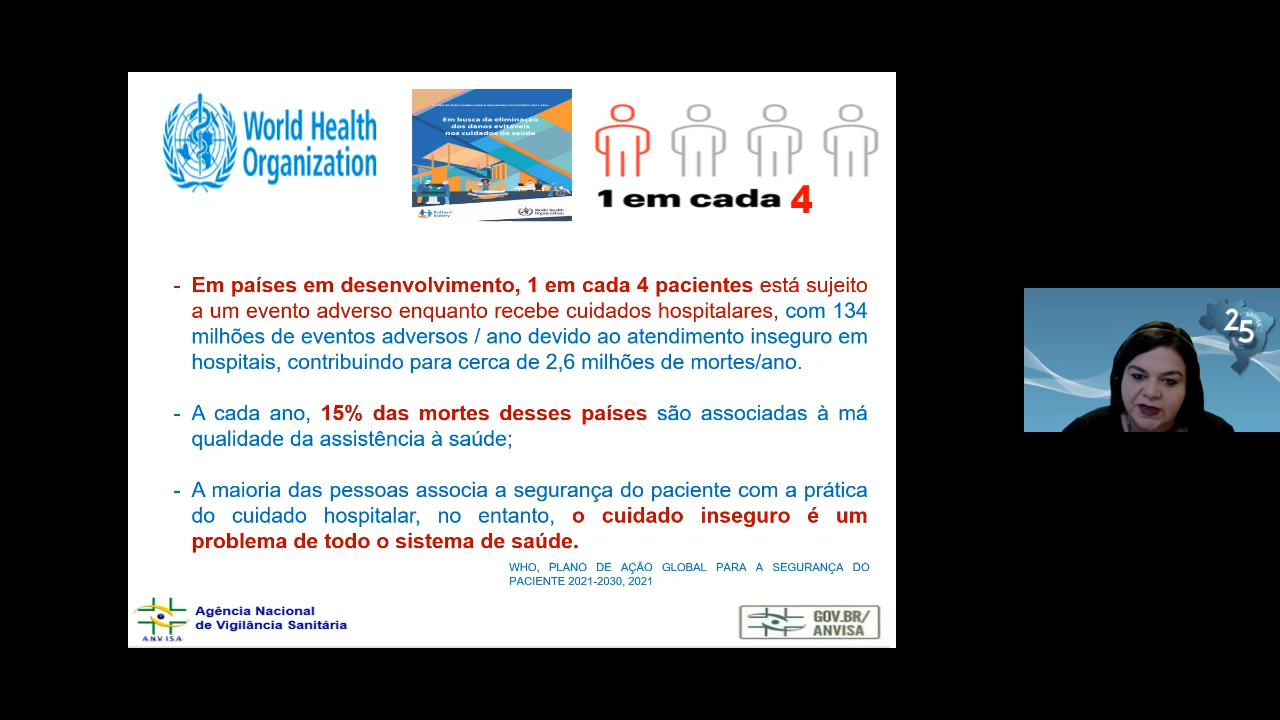 World Health
Organization
Em busca da eliminação
dos danos evitáveis
nos cuidados de saúde
Patient
Safety
World Health
Organization
1 em cada 4
- Em países em desenvolvimento, 1 em cada 4 pacientes está sujeito
a um evento adverso enquanto recebe cuidados hospitalares, com 134
milhões de eventos adversos / ano devido ao atendimento inseguro em
hospitais, contribuindo para cerca de 2,6 milhões de mortes/ano.
- A cada ano, 15% das mortes desses países são associadas à má
qualidade da assistência à saúde;
- A maioria das pessoas associa a segurança do paciente com a prática
do cuidado hospitalar, no entanto, o cuidado inseguro é um
problema de todo o sistema de saúde.
WHO, PLANO DE AÇÃO GLOBAL PARA A SEGURANÇA DO
PACIENTE 2021-2030, 2021
ANVISA
Agência Nacional
de Vigilância Sanitária
GOV.BR/
ANVISA
25
ANVISA